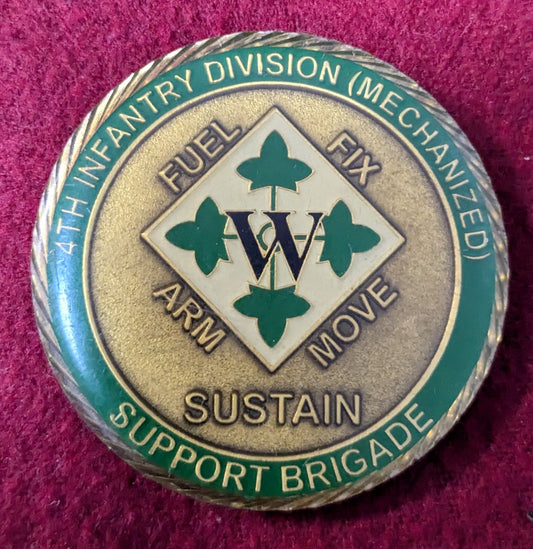 4TH INFANTRY DIVISION (MECHANIZED)
FUEL
FIX
W
ARM
MOVE
SUSTAIN
SUPPORT BRIGADE